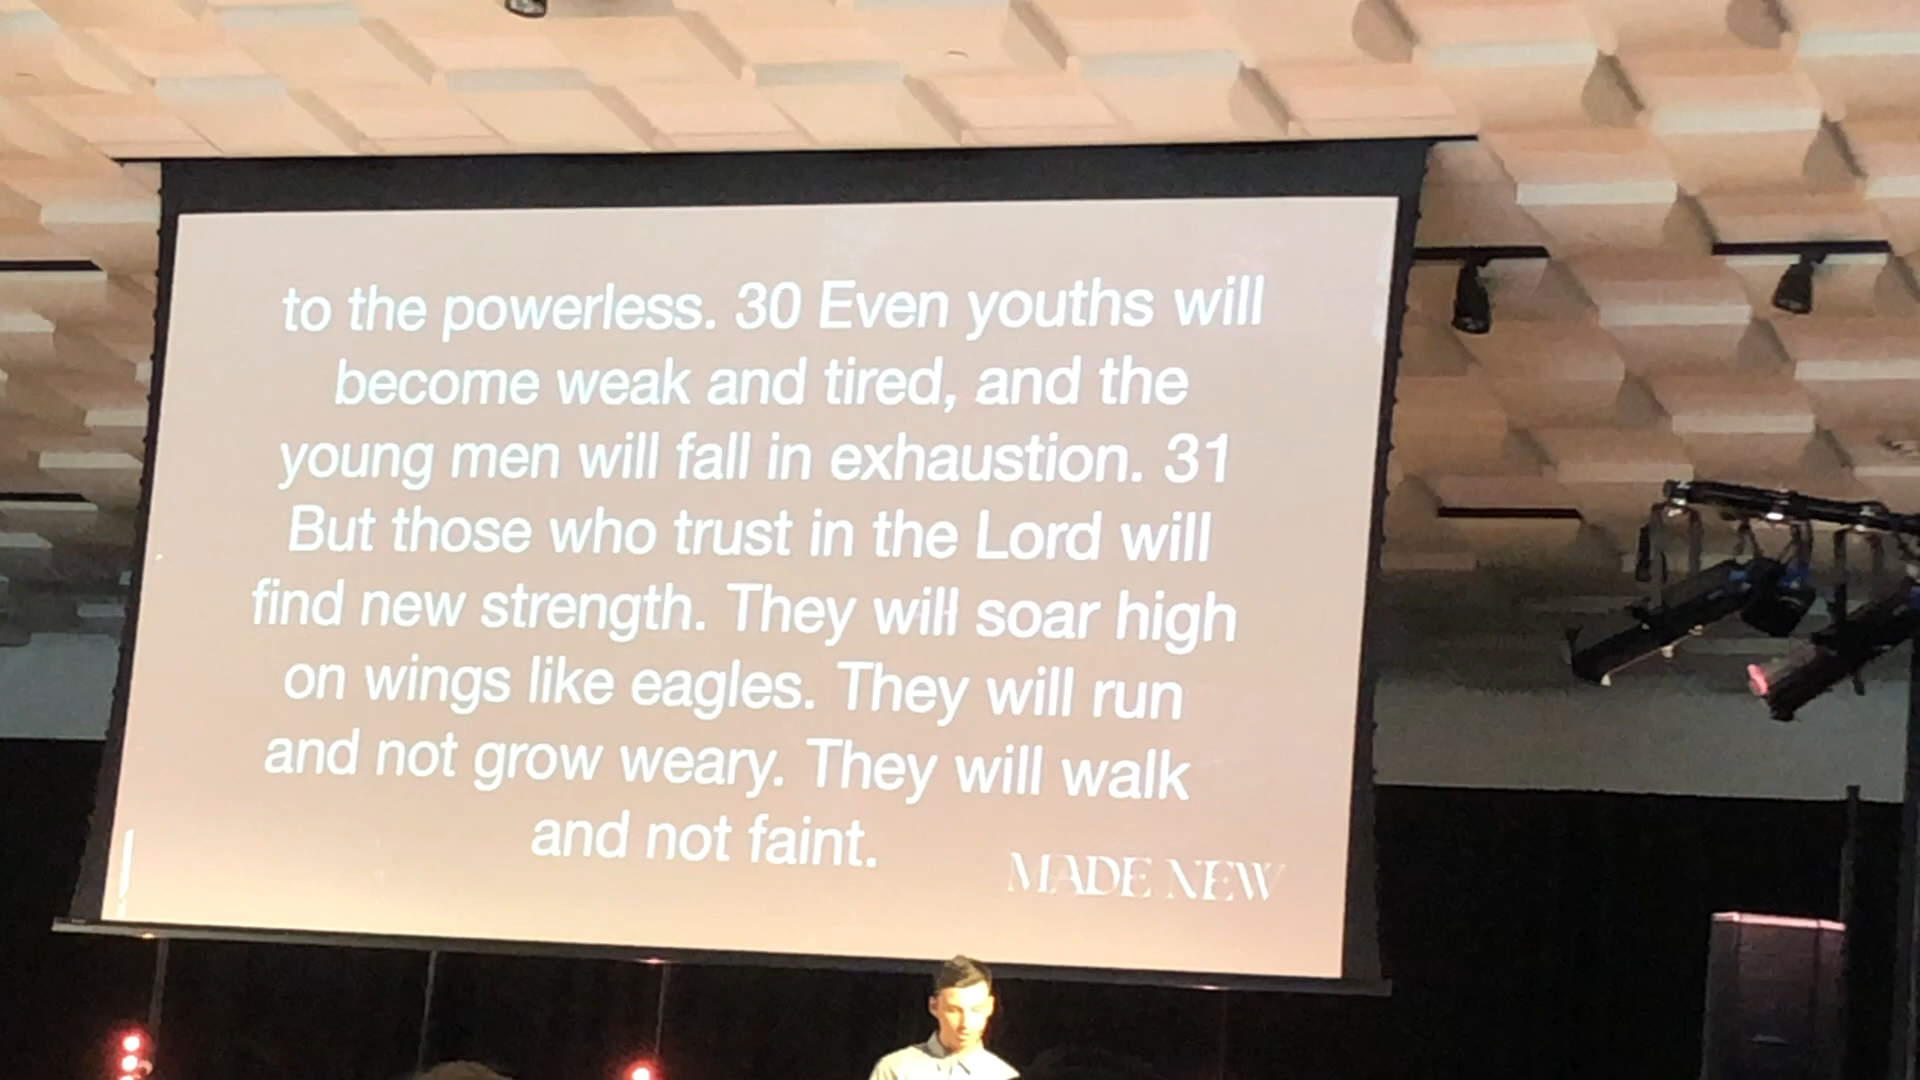 to the powerless. 30 Even youths will
become weak and tired, and the
young men will fall in exhaustion. 31
But those who trust in the Lord will
find new strength. They will soar high
on wings like eagles. They will run
and not grow weary. They will walk
and not faint.
MADE NEW